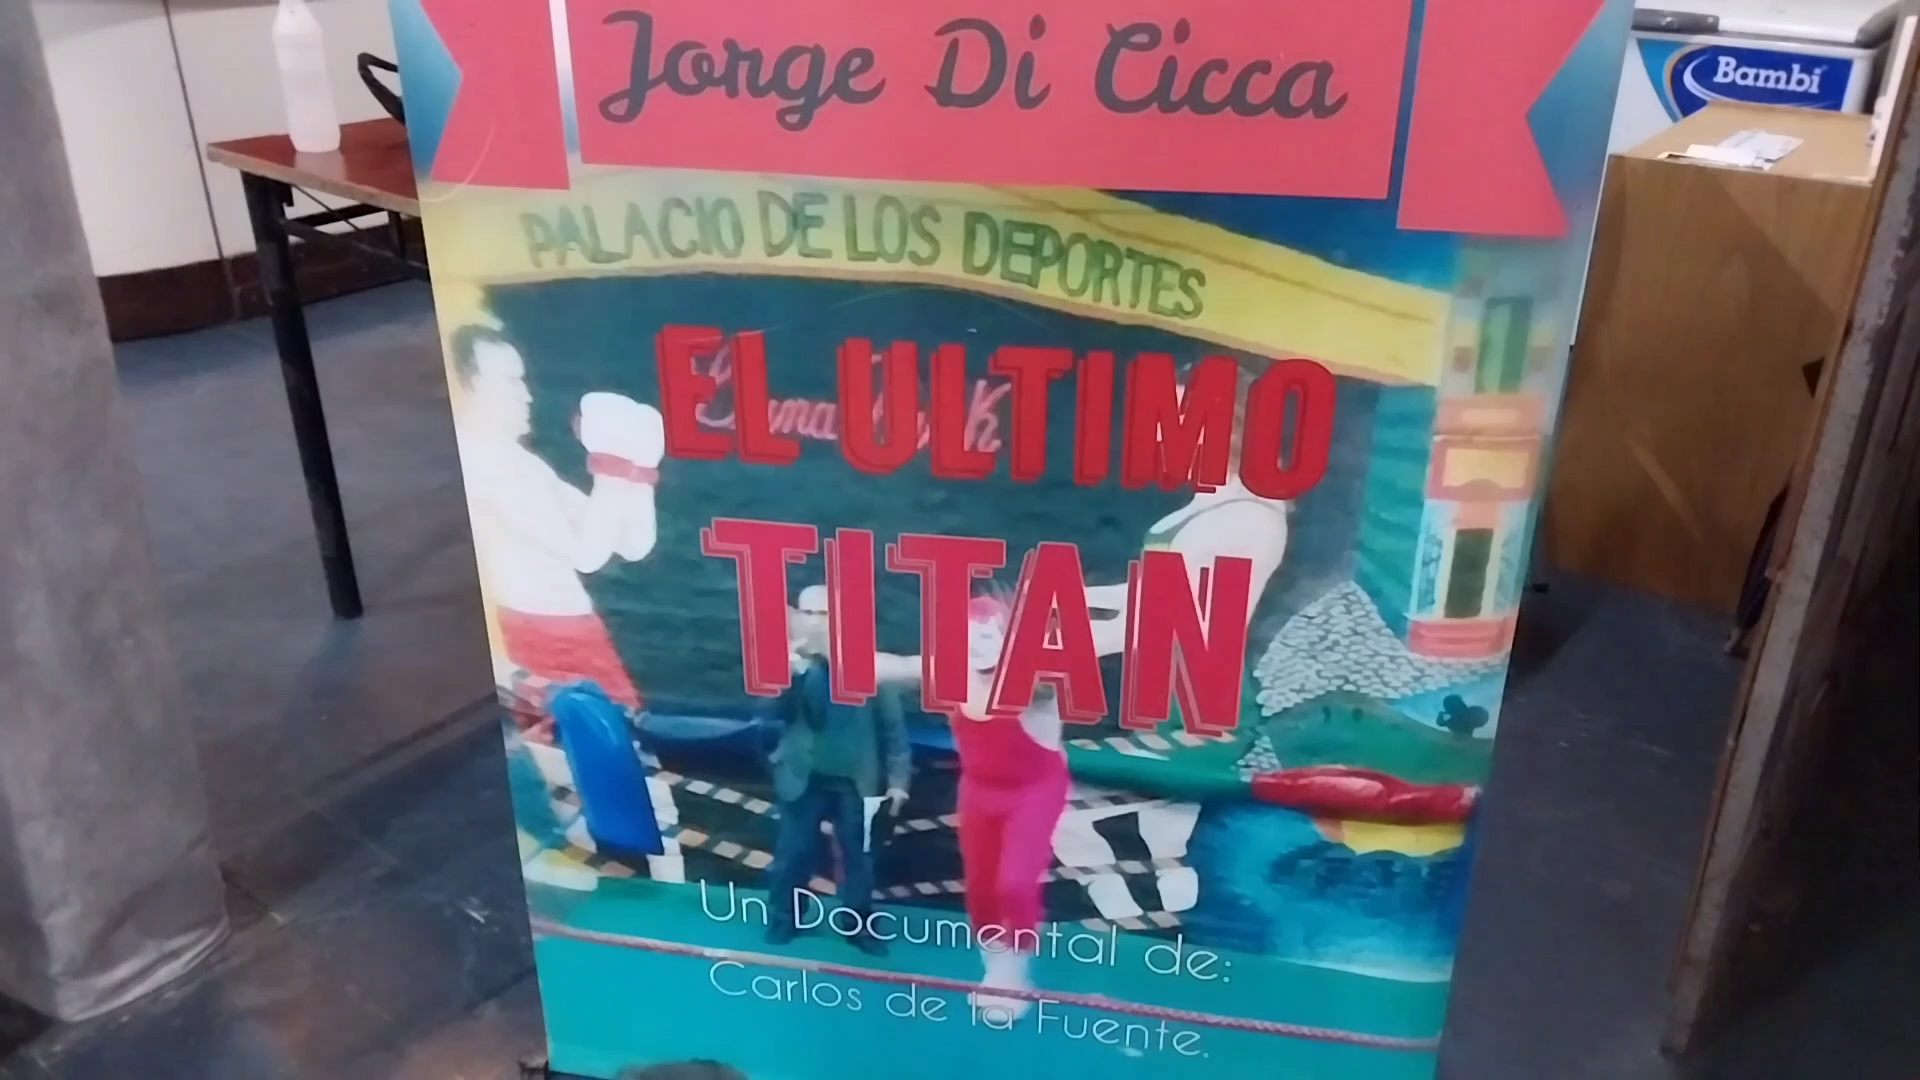 Jorge Di Cicca
Bambi
PALACIO DE LOS DEPORTES
EL ULTIMO
TITAN
Un Documental de:
Carlos de la Fuente.